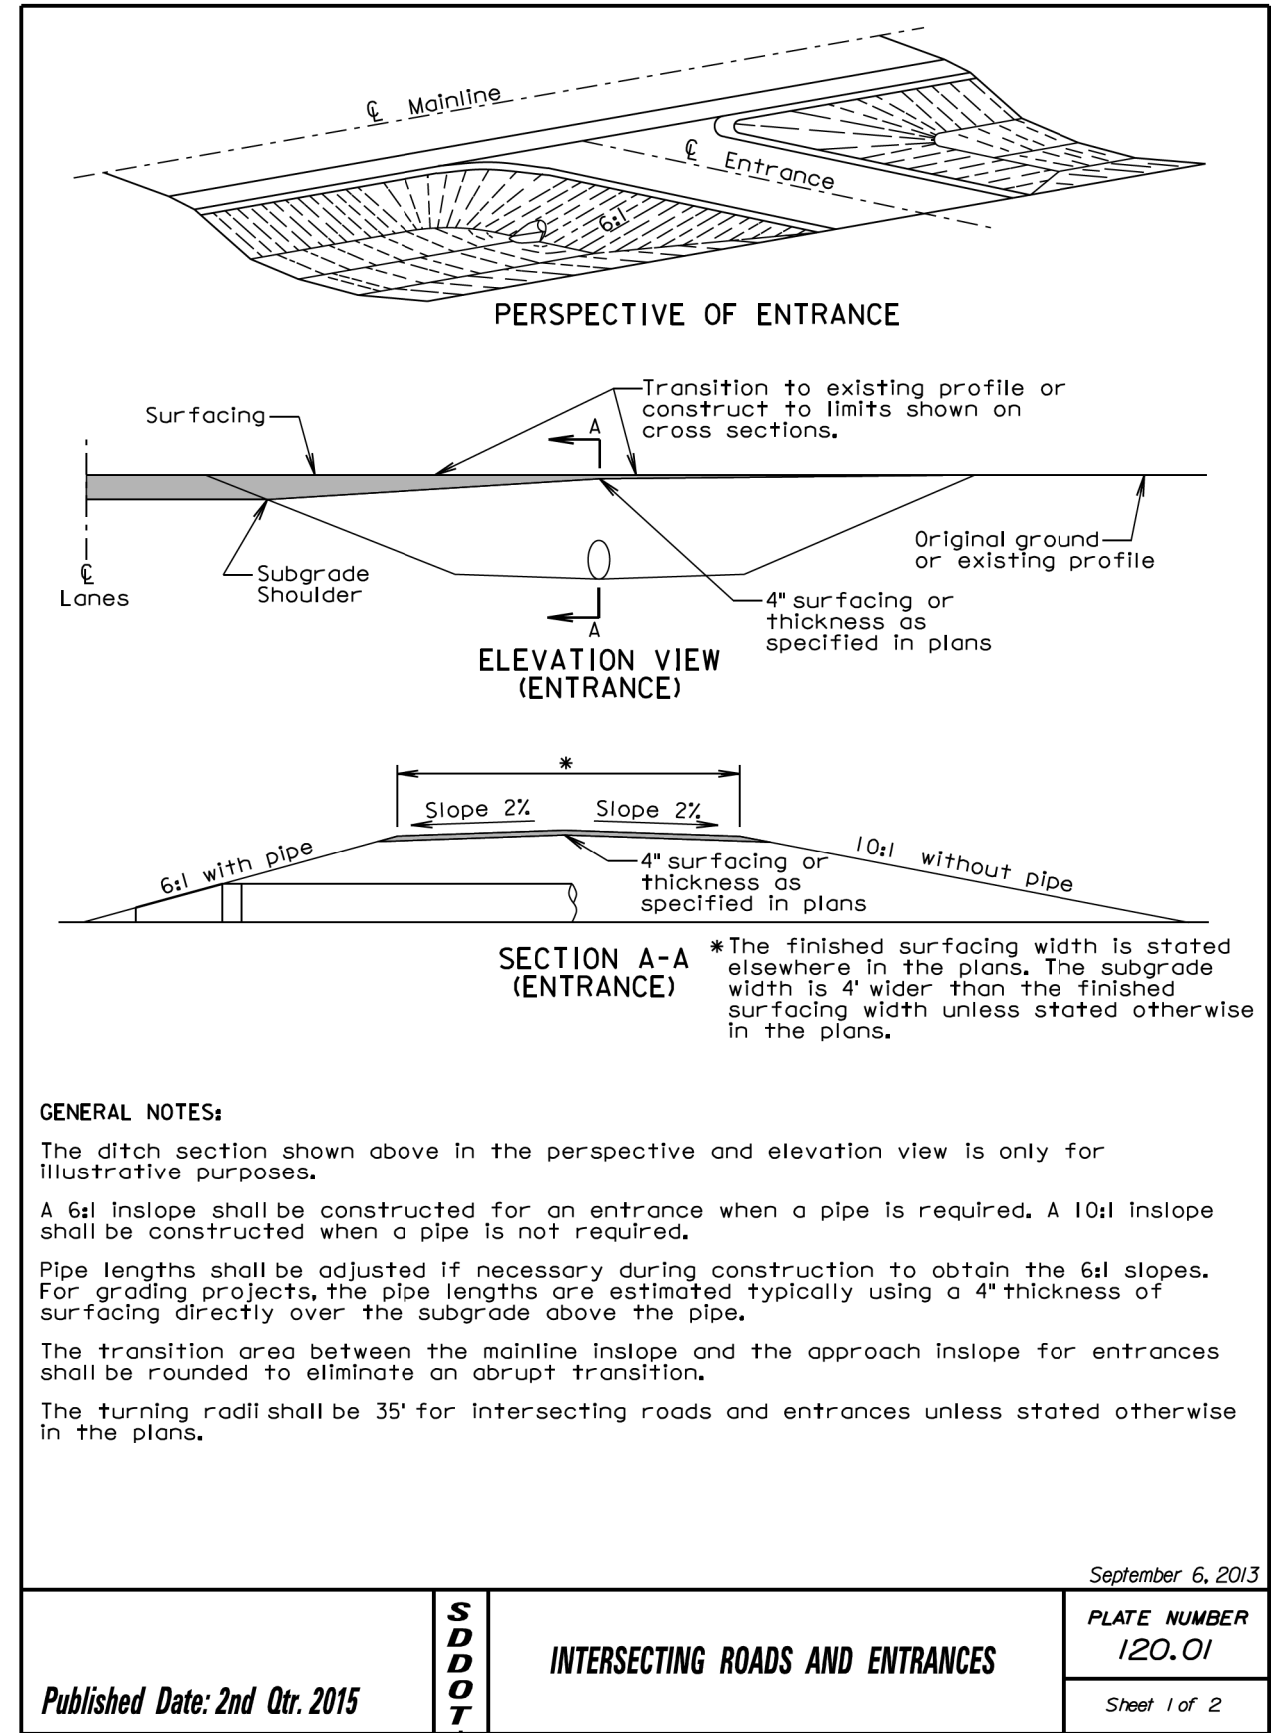 ℄ Mainline
℄ Entrance
6:1
PERSPECTIVE OF ENTRANCE
Transition to existing profile or
construct to limits shown on
cross sections.
Surfacing
A
Original ground
or existing profile
℄
Lanes
Subgrade
Shoulder
4" surfacing or
thickness as
specified in plans
A
ELEVATION VIEW
(ENTRANCE)
*
Slope 2%
Slope 2%
6:1 with pipe
10:1 without pipe
4" surfacing or
thickness as
specified in plans
SECTION A-A
(ENTRANCE)
*The finished surfacing width is stated
elsewhere in the plans. The subgrade
width is 4' wider than the finished
surfacing width unless stated otherwise
in the plans.
GENERAL NOTES:
The ditch section shown above in the perspective and elevation view is only for
illustrative purposes.
A 6:1 inslope shall be constructed for an entrance when a pipe is required. A 10:1 inslope
shall be constructed when a pipe is not required.
Pipe lengths shall be adjusted if necessary during construction to obtain the 6:1 slopes.
For grading projects, the pipe lengths are estimated typically using a 4" thickness of
surfacing directly over the subgrade above the pipe.
The transition area between the mainline inslope and the approach inslope for entrances
shall be rounded to eliminate an abrupt transition.
The turning radii shall be 35' for intersecting roads and entrances unless stated otherwise
in the plans.
September 6, 2013
Published Date: 2nd Qtr. 2015
S
D
D
O
T
INTERSECTING ROADS AND ENTRANCES
PLATE NUMBER
120.01
Sheet 1 of 2